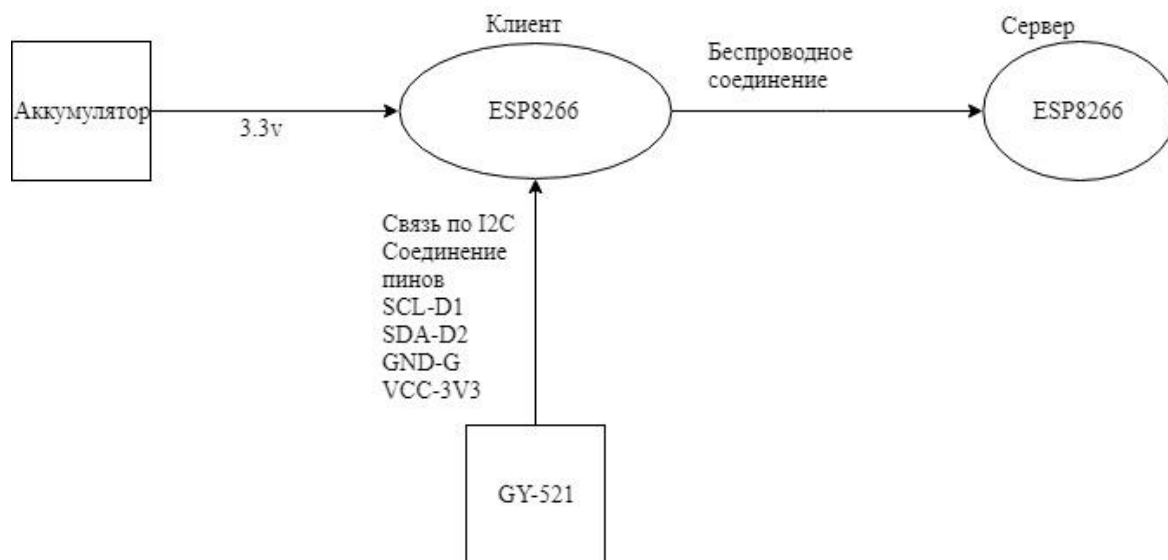 Клиент
Сервер
Беспроводное
соединение
Аккумулятор
3.3v
ESP8266
ESP8266
Связь по I2C
Соединение
пинов
SCL-D1
SDA-D2
GND-G
VCC-3V3
GY-521